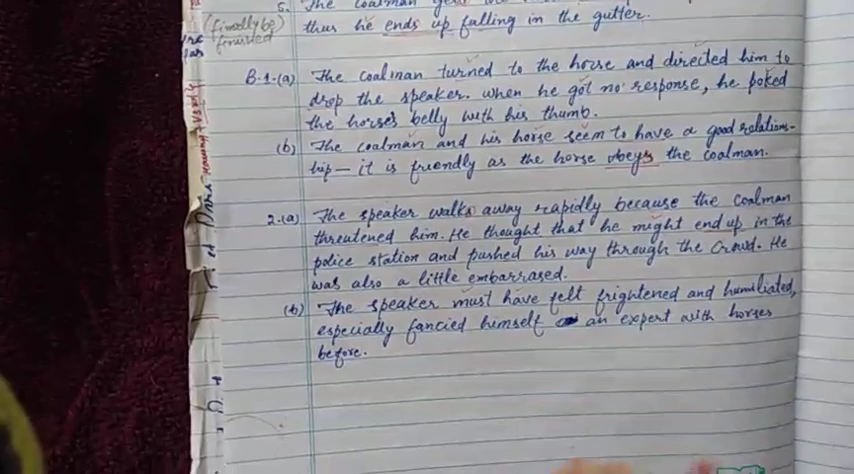 5. The coalman
(finally be finished) thus he ends up falling in the gutter.
B.1.(a) The coalman turned to the horse and directed him to
drop the speaker. When he got no response, he poked
the horse's belly with his thumb.
(b) The coalman and his horse seem to have a good relations-
hip— it is friendly as the horse obeys the coalman.
2.(a) The speaker walks away rapidly because the coalman
threatened him. He thought that he might end up in the
police station and pushed his way through the Crowd. He
was also a little embarrased.
(b) The speaker must have felt frightened and humiliated,
especially fancied himself an expert with horses
before.